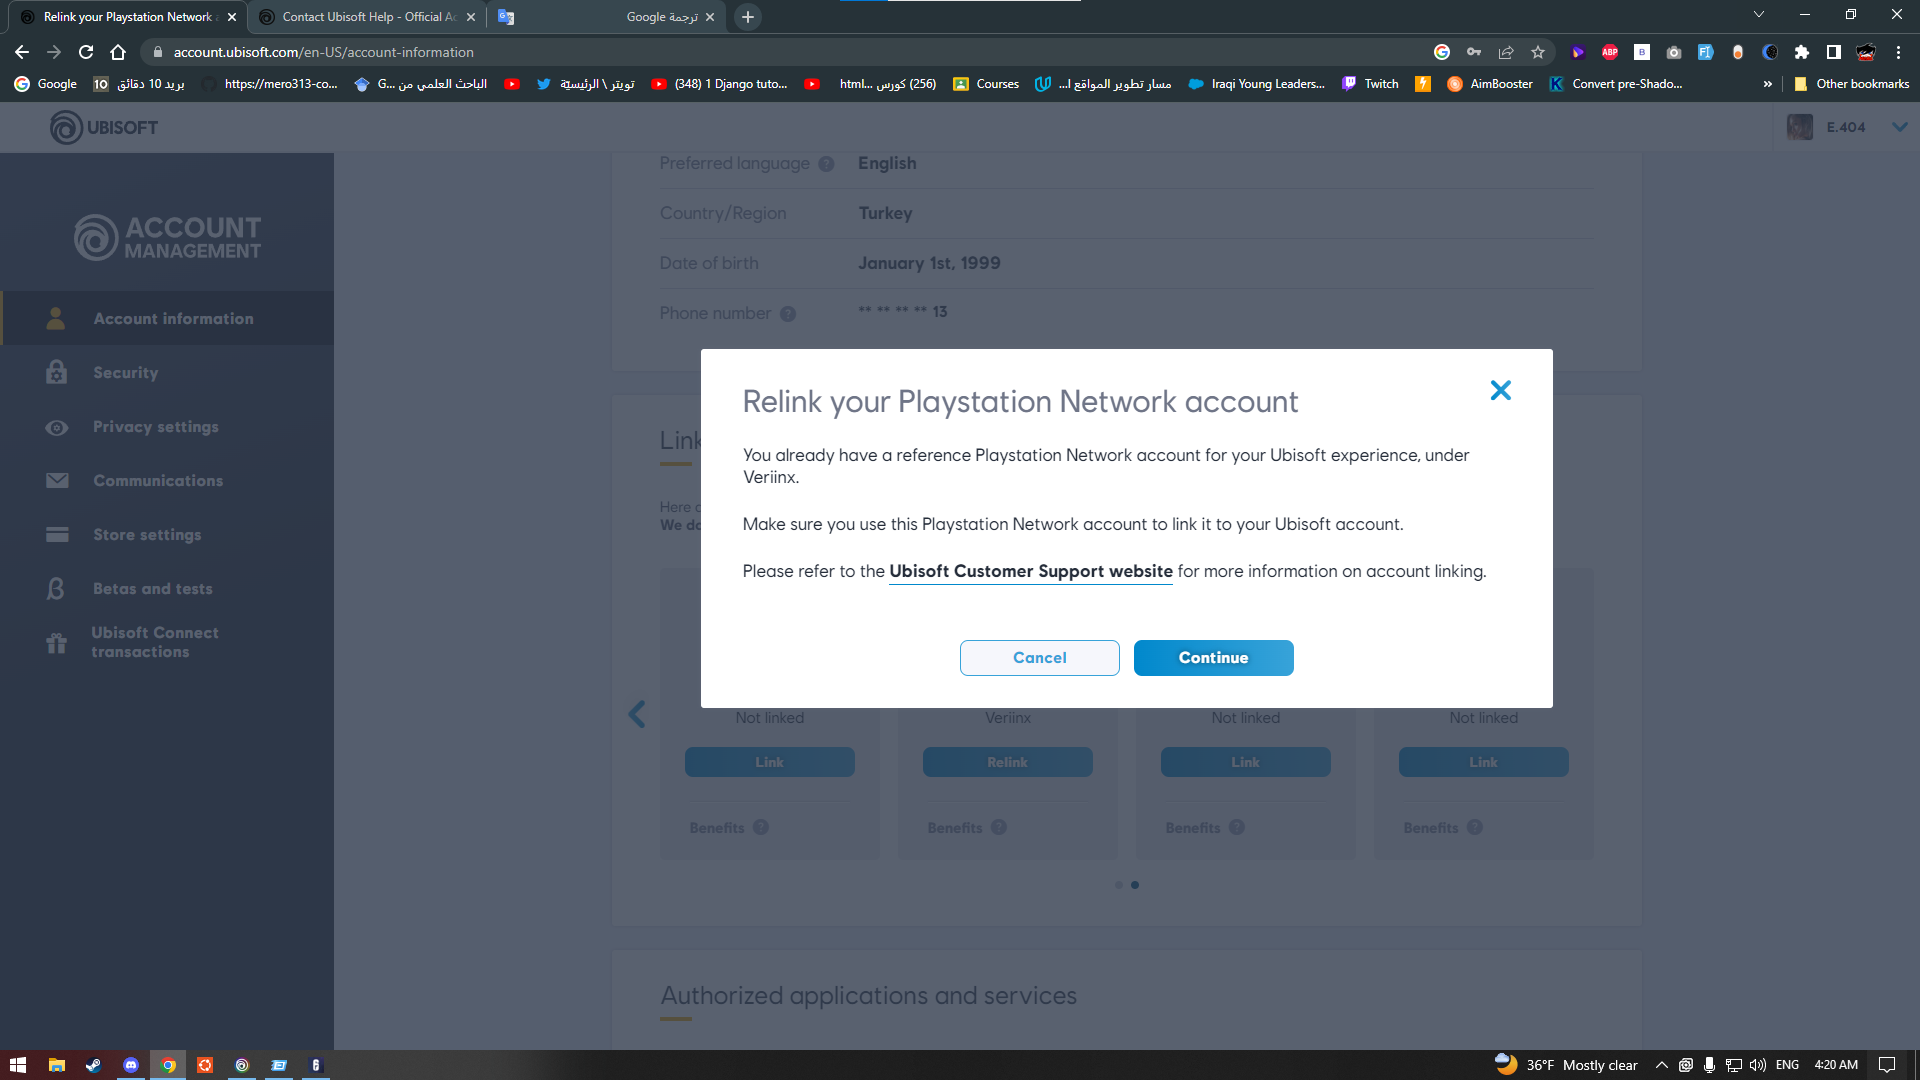 Relink your Playstation Network
Contact Ubisoft Help - Official Ac
ترجمة Google
account.ubisoft.com/en-US/account-information
Google
بريد 10 دقائق
https://mero313-co...
الباحث العلمي من G...
تويتر \ الرئيسيّة
(348) 1 Django tuto...
(256) كورس html...
Courses
مسار تطوير المواقع ا...
Iraqi Young Leaders...
Twitch
AimBooster
Convert pre-Shado...
»
Other bookmarks
UBISOFT
E.404
ACCOUNT
MANAGEMENT
Account information
Security
Privacy settings
Communications
Store settings
Betas and tests
Ubisoft Connect
transactions
Preferred language ? English
Country/Region Turkey
Date of birth January 1st, 1999
Phone number ? ** ** ** ** 13
Link
Here
We do
Relink your Playstation Network account
You already have a reference Playstation Network account for your Ubisoft experience, under
Veriinx.
Make sure you use this Playstation Network account to link it to your Ubisoft account.
Please refer to the Ubisoft Customer Support website for more information on account linking.
Cancel
Continue
Not linked
Veriinx
Not linked
Not linked
Link
Relink
Link
Link
Benefits ?
Benefits ?
Benefits ?
Benefits ?
Authorized applications and services
36°F Mostly clear
ENG
4:20 AM